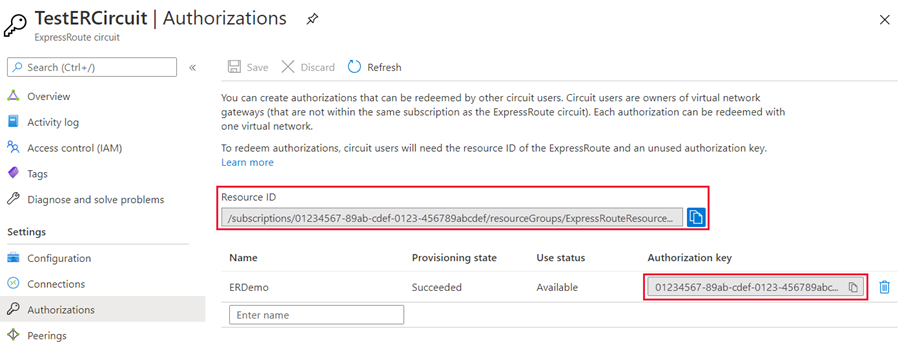 TestERCircuit | Authorizations
ExpressRoute circuit
Search (Ctrl+/)
«
Overview
Activity log
Access control (IAM)
Tags
Diagnose and solve problems
Settings
Configuration
Connections
Authorizations
Peerings
Save Discard Refresh
You can create authorizations that can be redeemed by other circuit users. Circuit users are owners of virtual network
gateways (that are not within the same subscription as the ExpressRoute circuit). Each authorization can be redeemed with
one virtual network.
To redeem authorizations, circuit users will need the resource ID of the ExpressRoute and an unused authorization key.
Learn more
Resource ID
/subscriptions/01234567-89ab-cdef-0123-456789abcdef/resourceGroups/ExpressRouteResource...
Name Provisioning state Use status Authorization key
ERDemo Succeeded Available 01234567-89ab-cdef-0123-456789abc...
Enter name